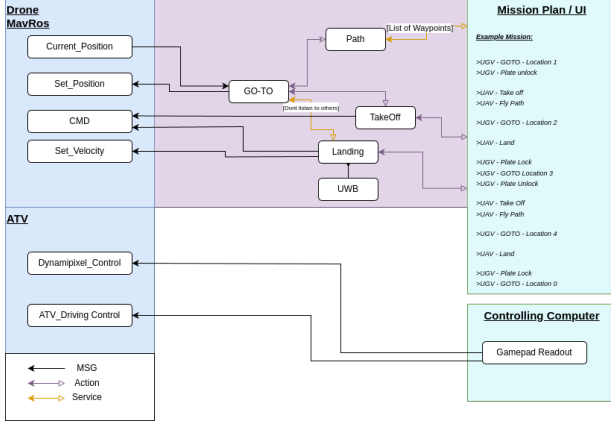 Drone
MavRos
Current_Position
Set_Position
CMD
Set_Velocity
Path
[List of Waypoints]
GO-TO
[Dont listan to others]
TakeOff
Landing
UWB
Mission Plan / UI
Example Mission:
>UGV - GOTO - Location 1
>UGV - Plate unlock
>UAV - Take off
>UAV - Fly Path
>UGV - GOTO - Location 2
>UAV - Land
>UGV - Plate Lock
>UGV - GOTO Location 3
>UGV - Plate Unlock
>UAV - Take Off
>UAV - Fly Path
>UGV - GOTO - Location 4
>UAV - Land
>UGV - Plate Lock
>UGV - GOTO - Location 0
ATV
Dynamipixel_Control
ATV_Driving Control
Controlling Computer
Gamepad Readout
MSG
Action
Service